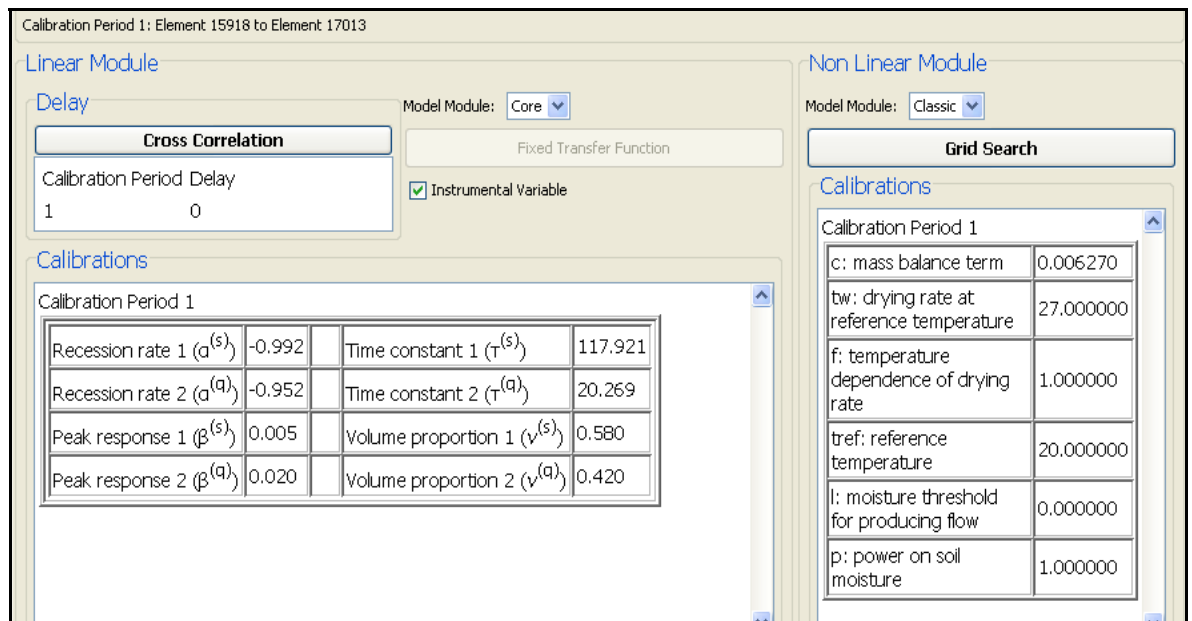 Calibration Period 1: Element 15918 to Element 17013
Linear Module
Delay
Cross Correlation
Calibration Period Delay
1 0
Model Module: Core
Fixed Transfer Function
Instrumental Variable
Calibrations
Calibration Period 1
Recession rate 1 (α(s)) -0.992 Time constant 1 (τ(s)) 117.921
Recession rate 2 (α(q)) -0.952 Time constant 2 (τ(q)) 20.269
Peak response 1 (β(s)) 0.005 Volume proportion 1 (ν(s)) 0.580
Peak response 2 (β(q)) 0.020 Volume proportion 2 (ν(q)) 0.420
Non Linear Module
Model Module: Classic
Grid Search
Calibrations
Calibration Period 1
c: mass balance term 0.006270
tw: drying rate at
reference temperature 27.000000
f: temperature
dependence of drying 1.000000
rate
tref: reference
temperature 20.000000
l: moisture threshold
for producing flow 0.000000
p: power on soil
moisture 1.000000